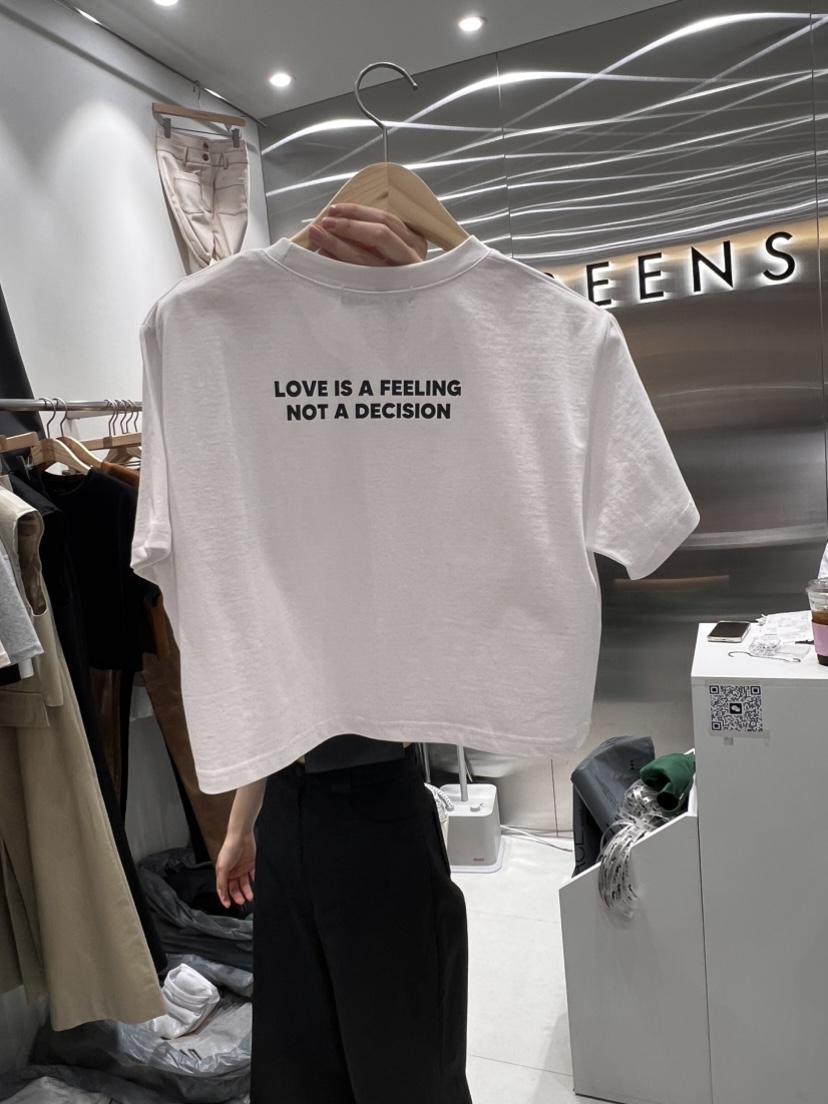 LOVE IS A FEELING
NOT A DECISION
EENS